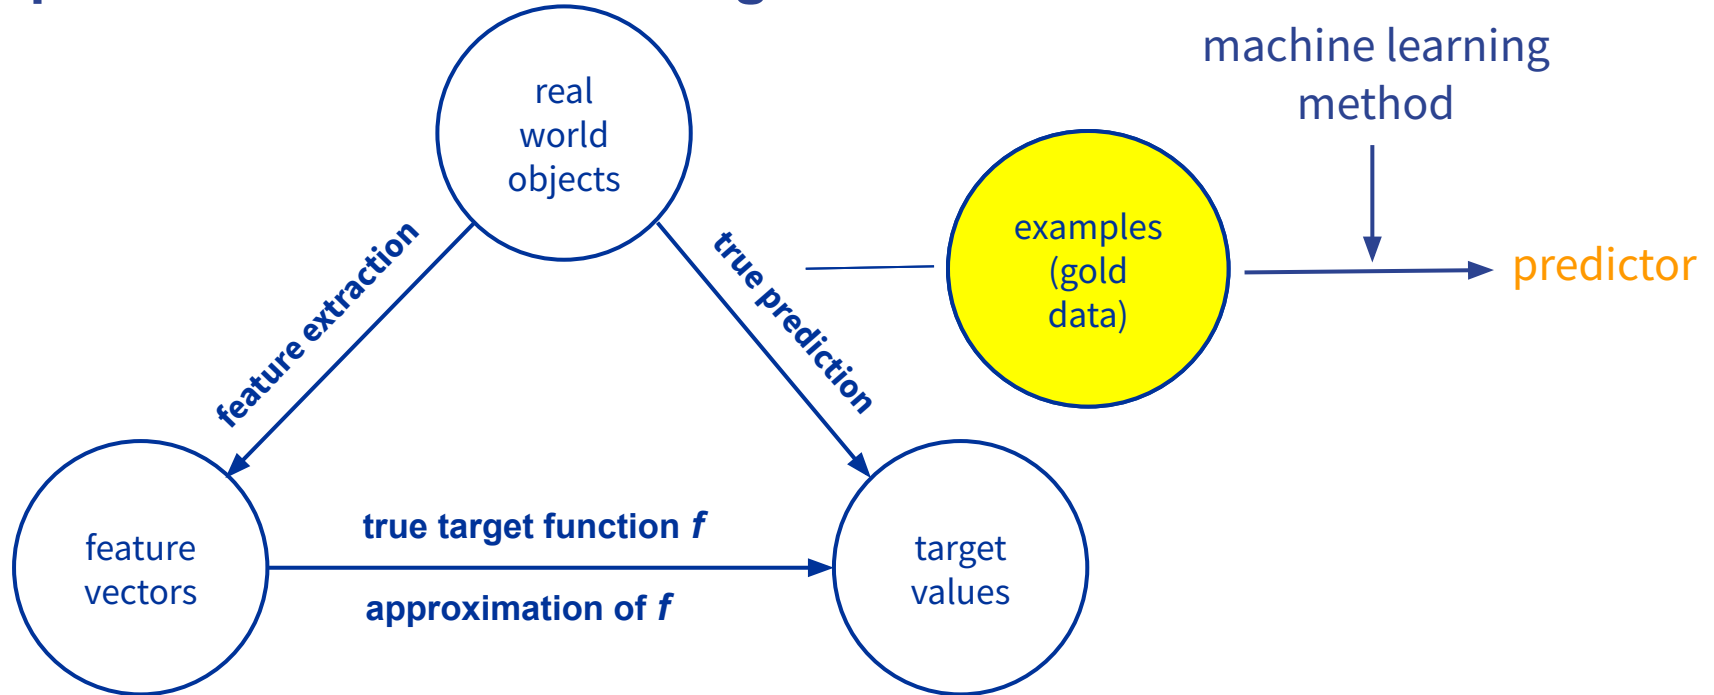 machine learning
method
real
world
objects
examples
(gold
data)
predictor
feature extraction
true prediction
true target function f
approximation of f
feature
vectors
target
values